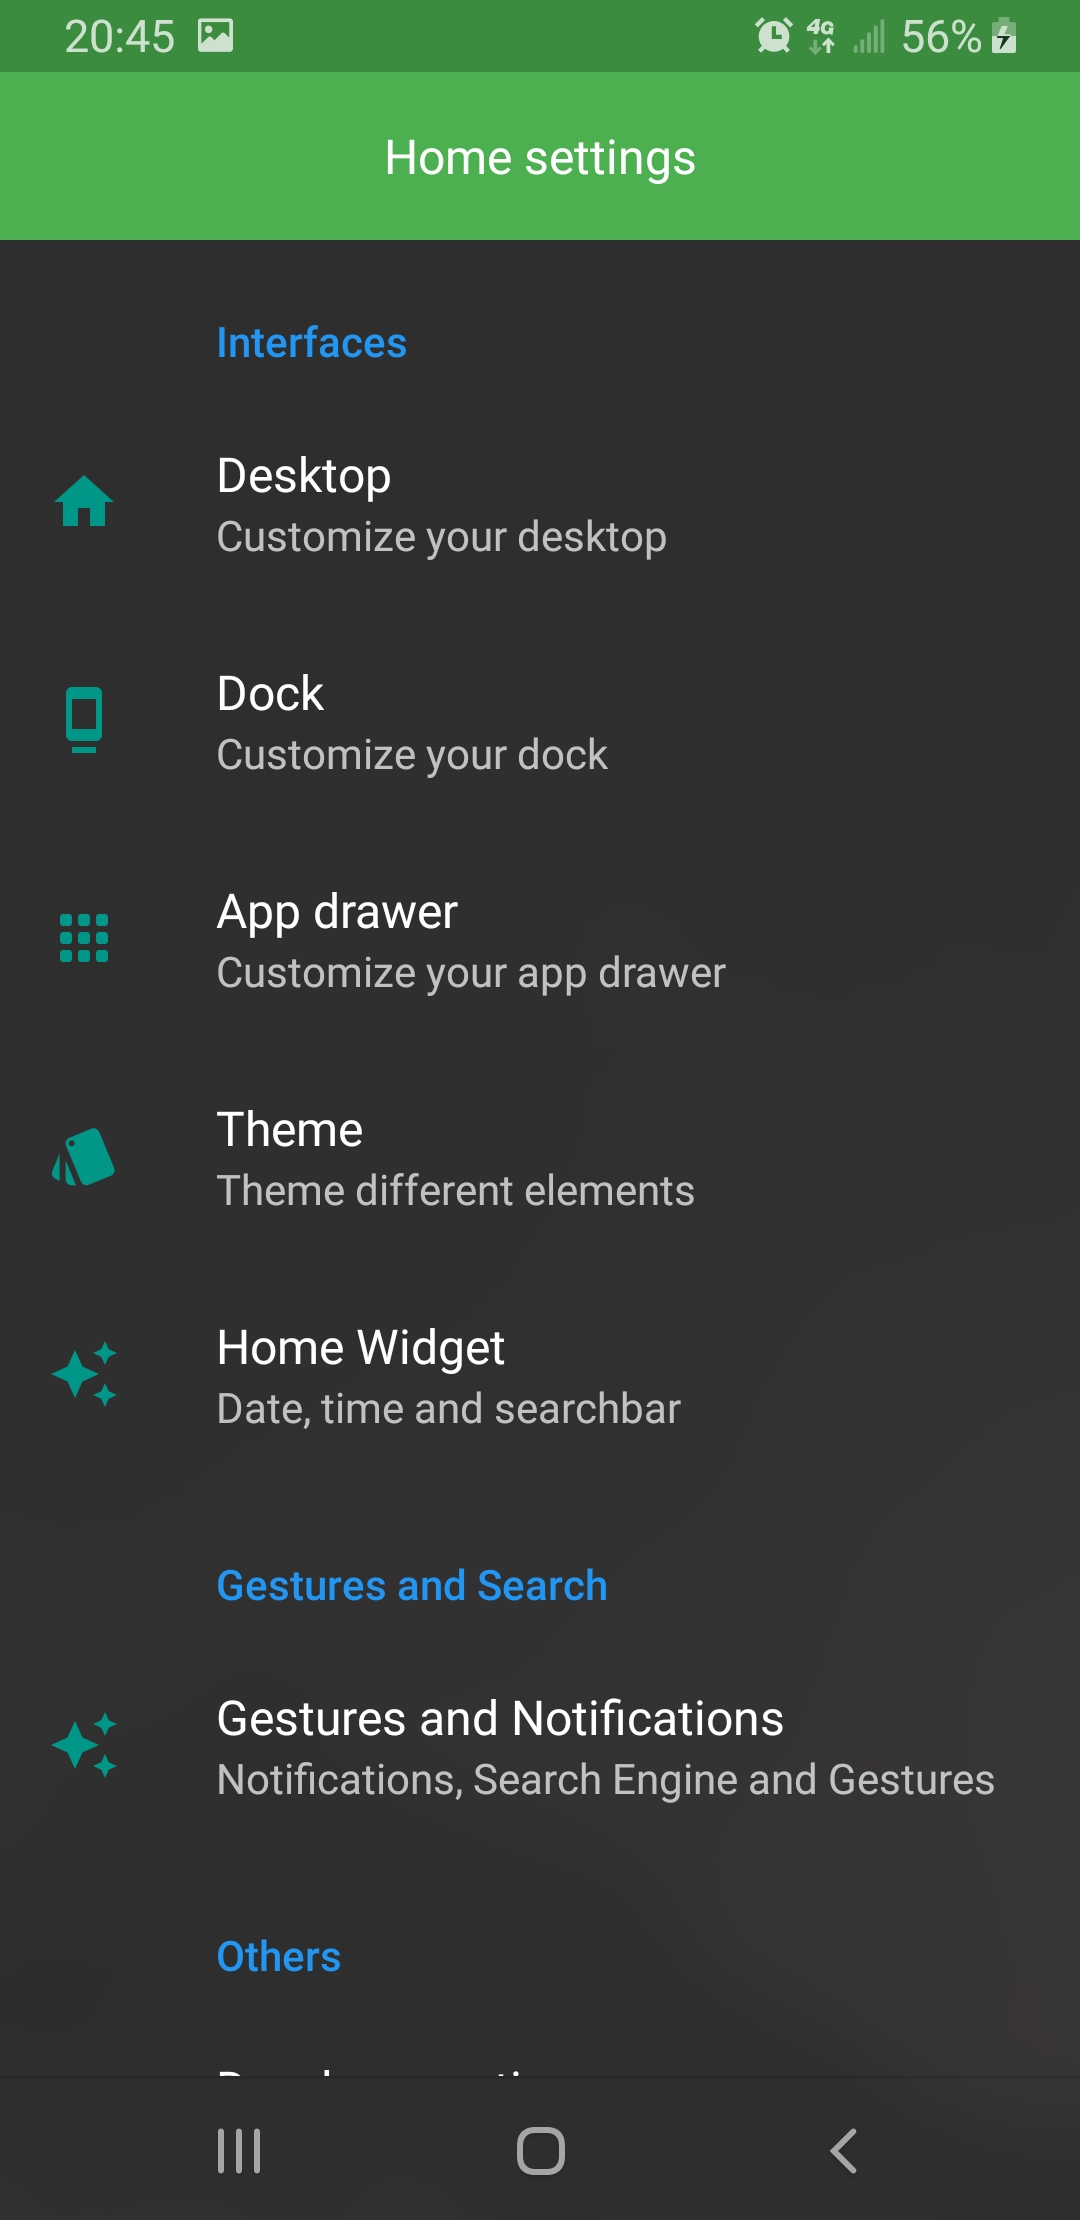 20:45 4G 56%
Home settings
Interfaces
Desktop
Customize your desktop
Dock
Customize your dock
App drawer
Customize your app drawer
Theme
Theme different elements
Home Widget
Date, time and searchbar
Gestures and Search
Gestures and Notifications
Notifications, Search Engine and Gestures
Others